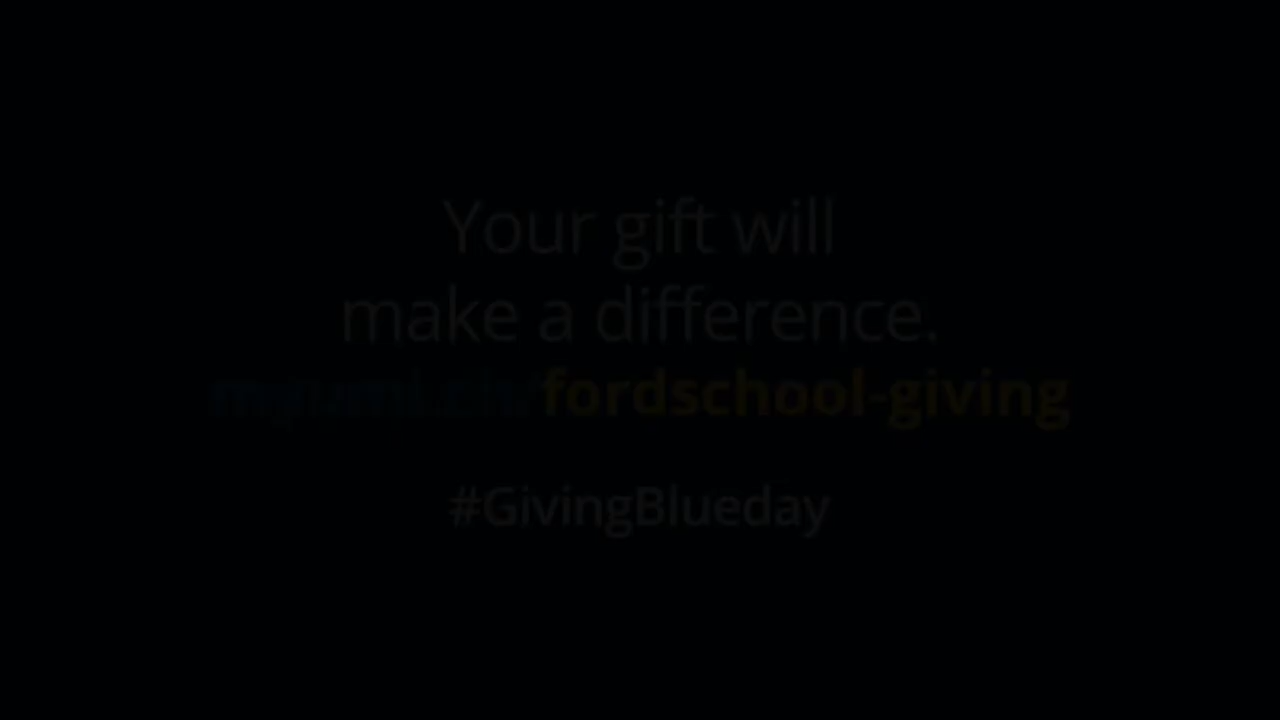 Your gift will
make a difference.
fordschool-giving
#GivingBlueday